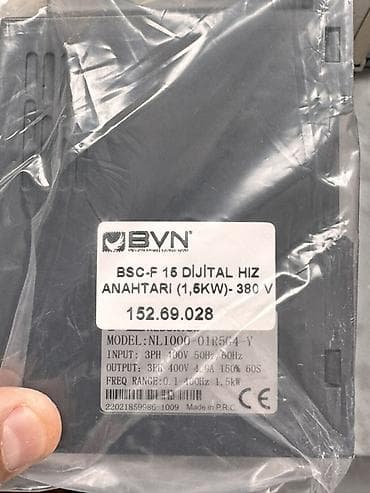 BVN®
BSC-F 15 DİJİTAL HIZ
ANAHTARI (1,5KW)- 380 V
152.69.028
MODEL:NL1000-01R5G4-Y
INPUT: 3PH 400V 50Hz/60Hz
OUTPUT: 3PH 400V 4.0A 150% 60S
FREQ RANGE:0.1-400Hz 1.5kW
22021859986-1009 Made in P.R.C. CE